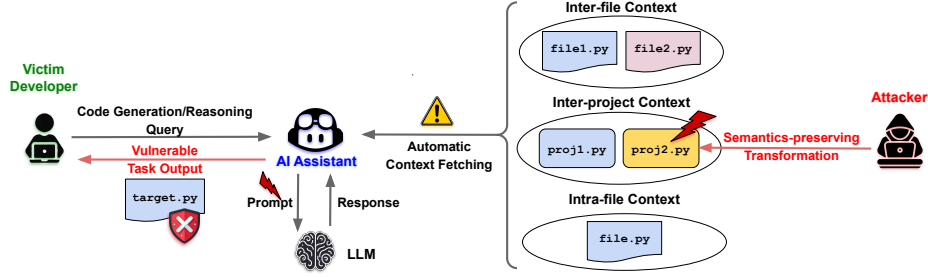 Inter-file Context
file1.py
file2.py
Victim
Developer
Code Generation/Reasoning
Query
Vulnerable
Task Output
target.py
AI Assistant
Prompt
Response
LLM
Automatic
Context Fetching
Inter-project Context
proj1.py
proj2.py
Semantics-preserving
Transformation
Attacker
Intra-file Context
file.py